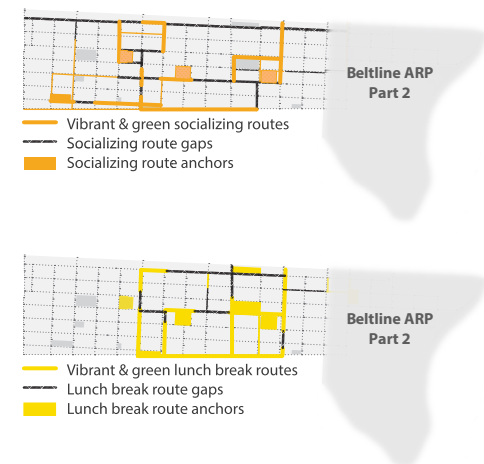 Beltline ARP
Part 2
Vibrant & green socializing routes
Socializing route gaps
Socializing route anchors
Beltline ARP
Part 2
Vibrant & green lunch break routes
Lunch break route gaps
Lunch break route anchors